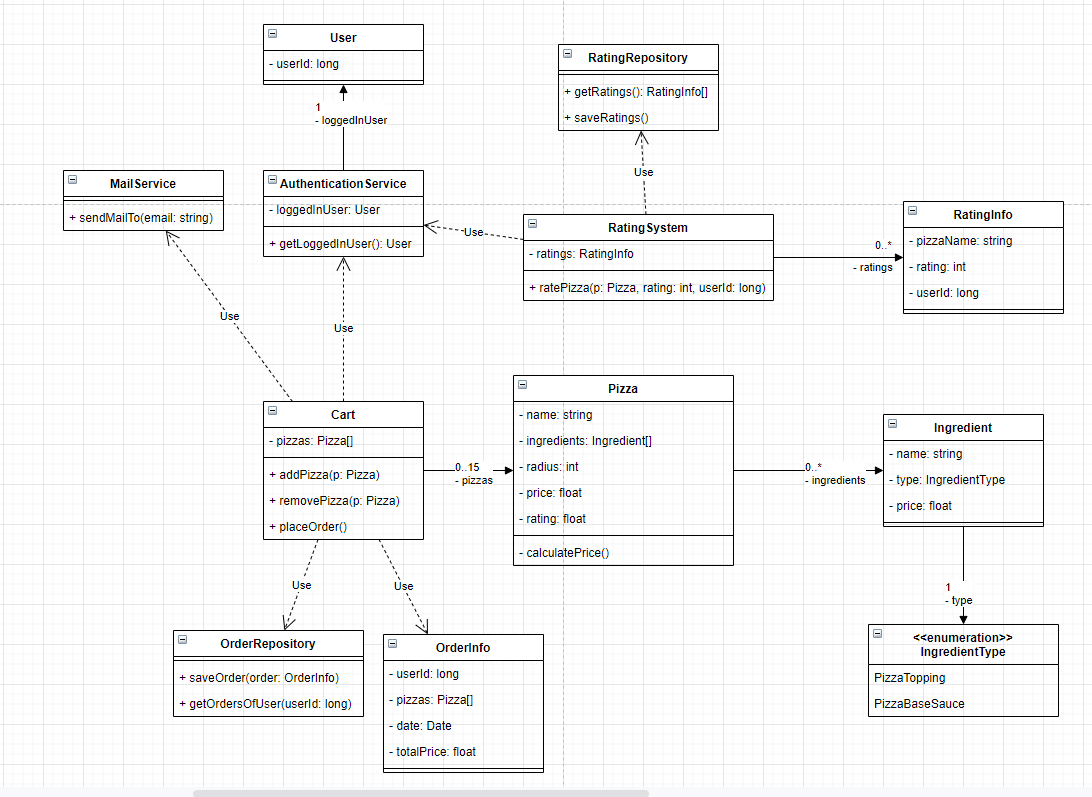 User
- userId: long
1
- loggedInUser
RatingRepository
+ getRatings(): RatingInfo[]
+ saveRatings()
Use
MailService
+ sendMailTo(email: string)
AuthenticationService
- loggedInUser: User
+ getLoggedInUser(): User
Use
RatingSystem
- ratings: RatingInfo
+ ratePizza(p: Pizza, rating: int, userId: long)
0..*
- ratings
RatingInfo
- pizzaName: string
- rating: int
- userId: long
Use
Use
Cart
- pizzas: Pizza[]
+ addPizza(p: Pizza)
+ removePizza(p: Pizza)
+ placeOrder()
0..15
- pizzas
Pizza
- name: string
- ingredients: Ingredient[]
- radius: int
- price: float
- rating: float
- calculatePrice()
0..*
- ingredients
Ingredient
- name: string
- type: IngredientType
- price: float
1
- type
<<enumeration>>
IngredientType
PizzaTopping
PizzaBaseSauce
Use
Use
OrderRepository
+ saveOrder(order: OrderInfo)
+ getOrdersOfUser(userId: long)
OrderInfo
- userId: long
- pizzas: Pizza[]
- date: Date
- totalPrice: float